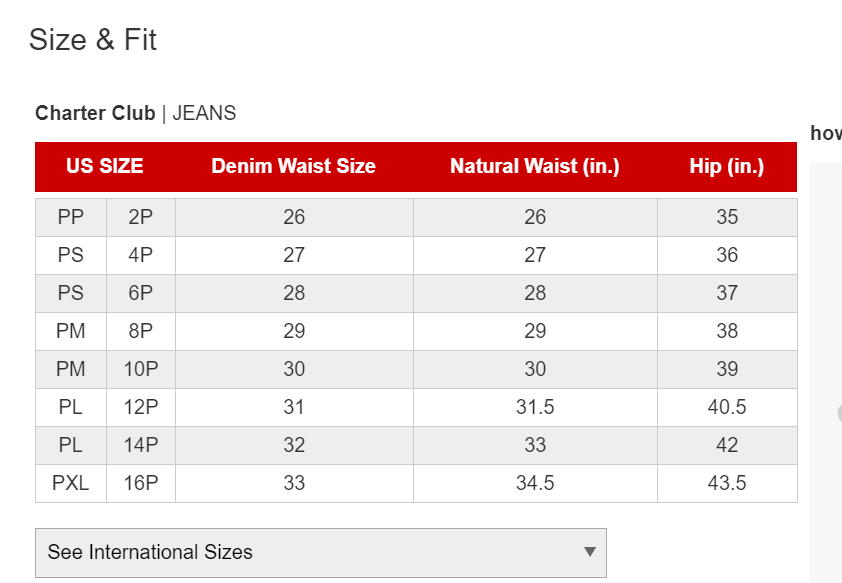 Size & Fit
Charter Club | JEANS
how
US SIZE Denim Waist Size Natural Waist (in.) Hip (in.)
PP 2P 26 26 35
PS 4P 27 27 36
PS 6P 28 28 37
PM 8P 29 29 38
PM 10P 30 30 39
PL 12P 31 31.5 40.5
PL 14P 32 33 42
PXL 16P 33 34.5 43.5
See International Sizes